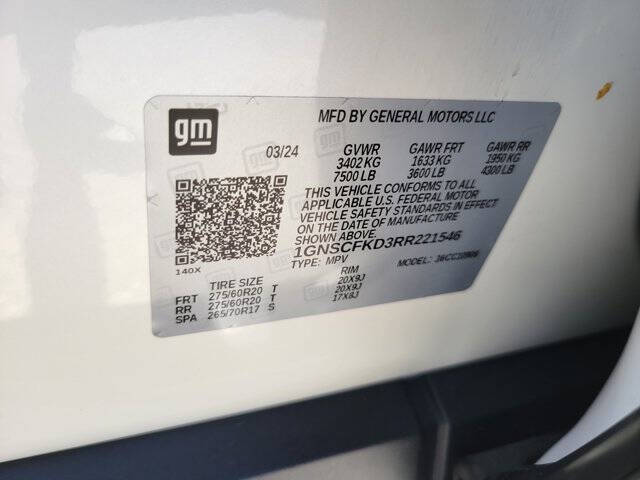 gm
MFD BY GENERAL MOTORS LLC
03/24 GVWR GAWR FRT GAWR RR
3402 KG 1633 KG 1950 KG
7500 LB 3600 LB 4300 LB
THIS VEHICLE CONFORMS TO ALL
APPLICABLE U.S. FEDERAL MOTOR
VEHICLE SAFETY STANDARDS IN EFFECT
ON THE DATE OF MANUFACTURE
SHOWN ABOVE.
1GNSCFKD3RR221546
140X
TYPE: MPV MODEL:
TIRE SIZE RIM
FRT 275/60R20 T 20X9J
RR 275/60R20 T 20X9J
SPA 265/70R17 S 17X8J